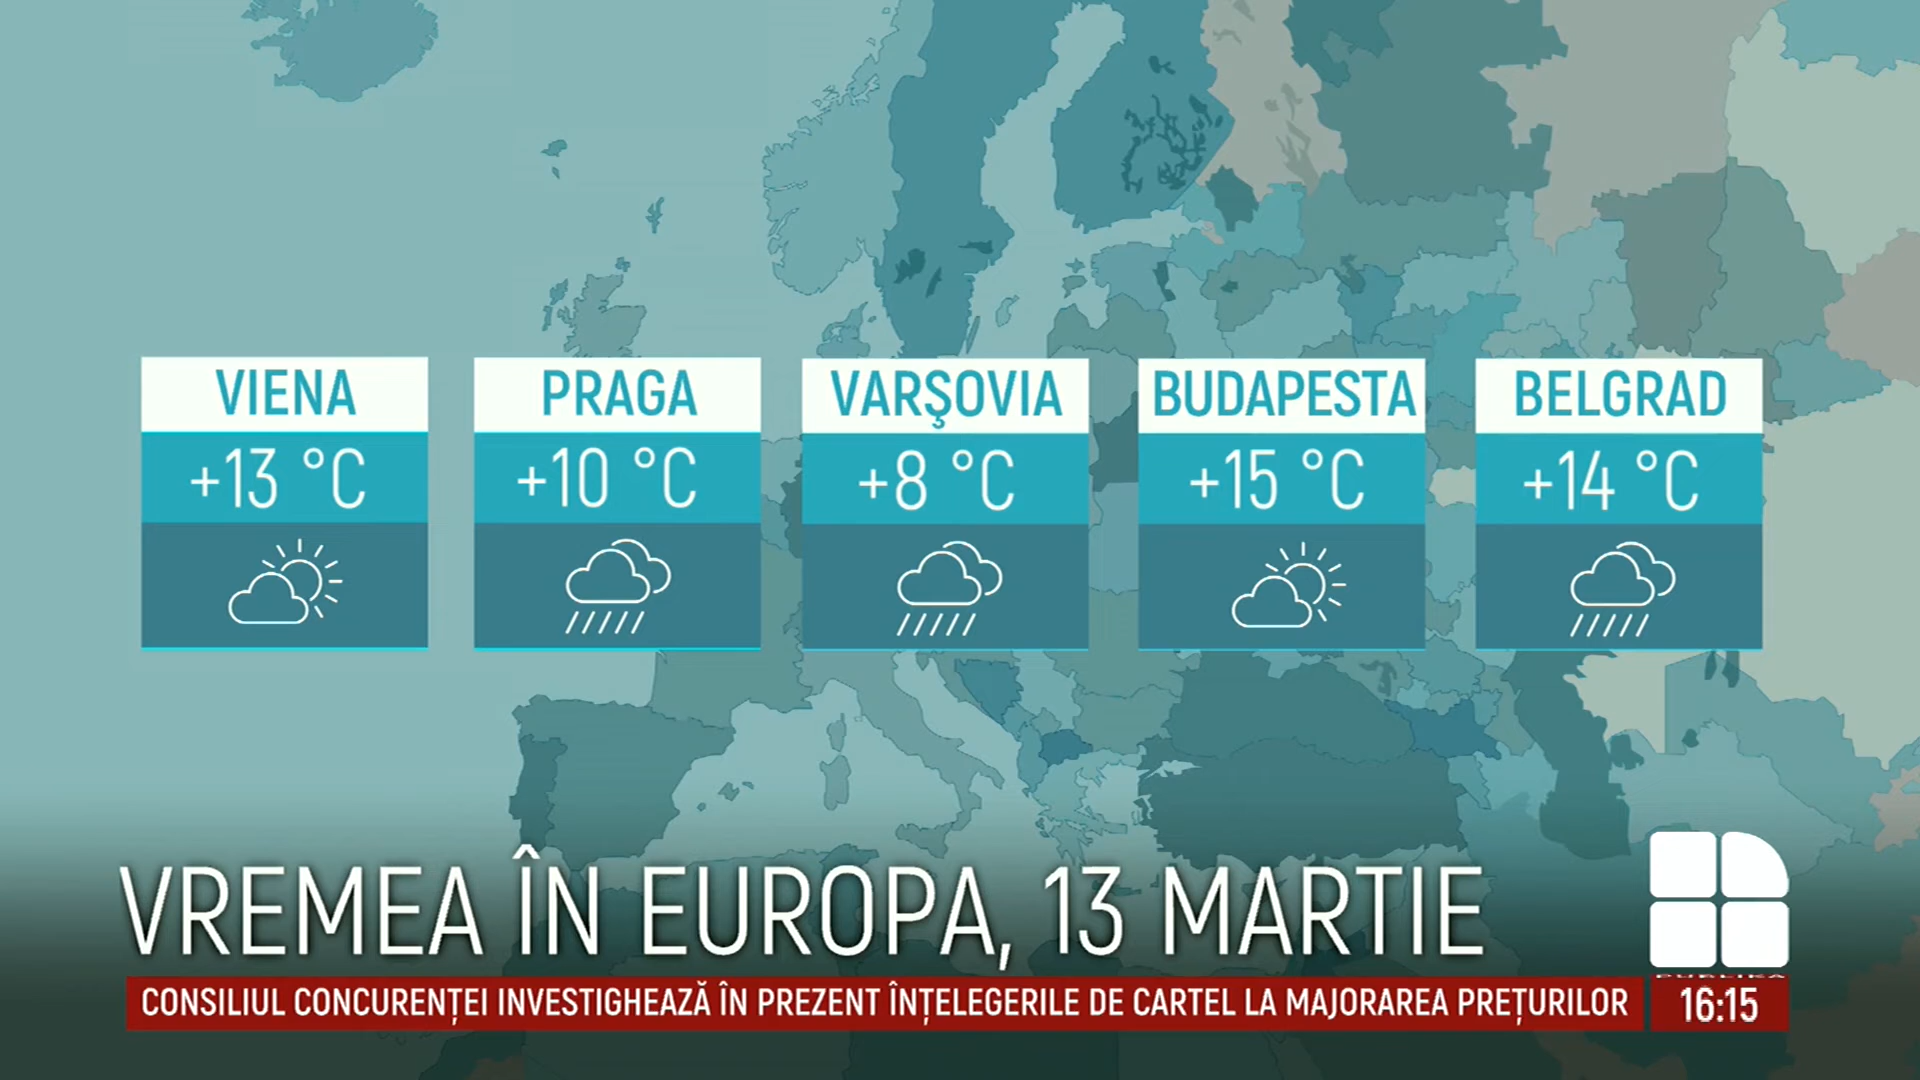 VIENA
+13 °C
PRAGA
+10 °C
VARŞOVIA
+8 °C
BUDAPESTA
+15 °C
BELGRAD
+14 °C
VREMEA ÎN EUROPA, 13 MARTIE
CONSILIUL CONCURENȚEI INVESTIGHEAZĂ ÎN PREZENT ÎNȚELEGERILE DE CARTEL LA MAJORAREA PREȚURILOR
16:15